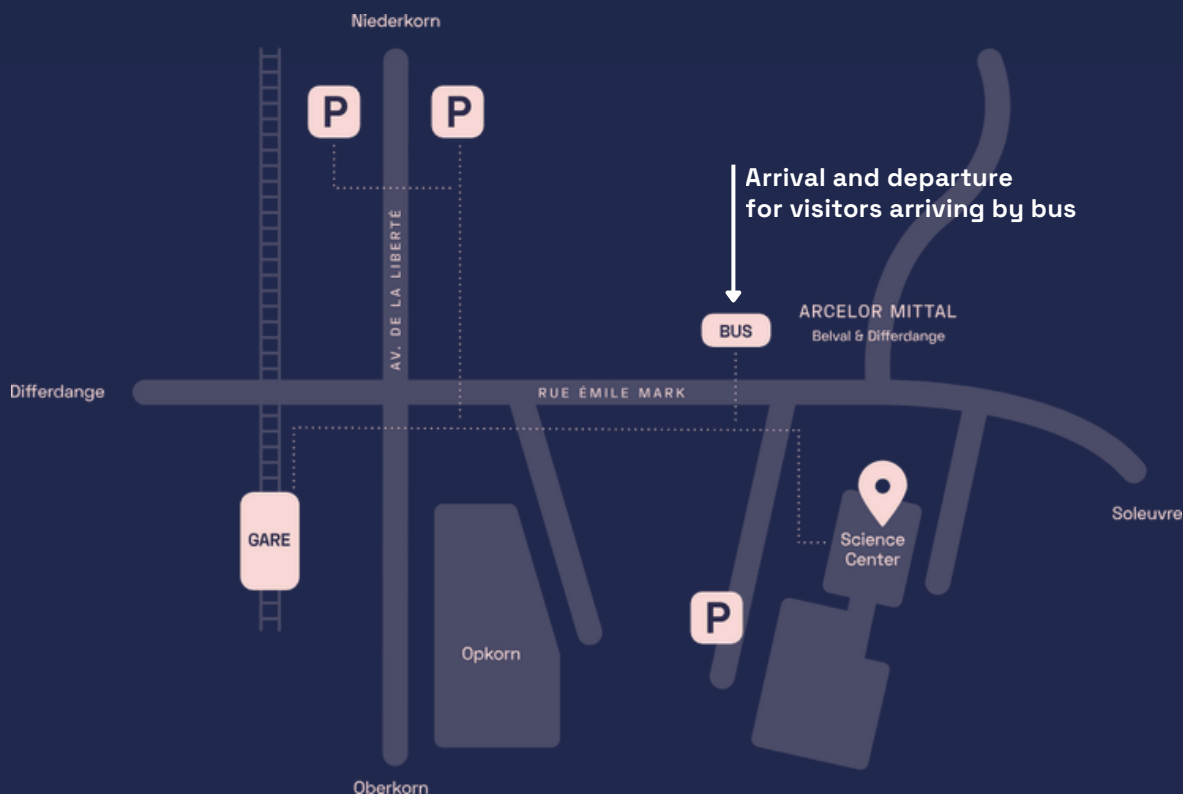 Niederkorn
P
P
Arrival and departure
for visitors arriving by bus
AV. DE LA LIBERTÉ
BUS
ARCELOR MITTAL
Belval & Differdange
Differdange
RUE ÉMILE MARK
Soleuvre
GARE
Science
Center
P
Opkorn
Oberkorn